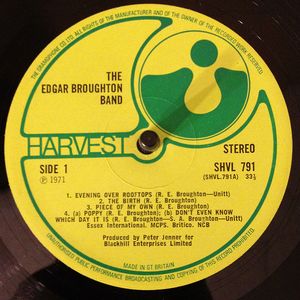 THE GRAMOPHONE CO LTD. ALL RIGHTS OF THE MANUFACTURER AND OF THE OWNER OF THE RECORDED WORK RESERVED.
THE
EDGAR BROUGHTON
BAND
HARVEST
STEREO
SIDE 1
SHVL 791
℗ 1971
(SHVL.791A) 33⅓
1. EVENING OVER ROOFTOPS (R. E. Broughton—Unitt)
2. THE BIRTH (R. E. Broughton)
3. PIECE OF MY OWN (R. E. Broughton)
4. (a) POPPY (R. E. Broughton); (b) DON'T EVEN KNOW
WHICH DAY IT IS (R. E. Broughton—S. A. Broughton—Unitt)
Essex International. MCPS. Britico. NCB
Produced by Peter Jenner for
Blackhill Enterprises Limited
MADE IN GT BRITAIN
UNAUTHORISED PUBLIC PERFORMANCE BROADCASTING AND COPYING OF THIS RECORD PROHIBITED.